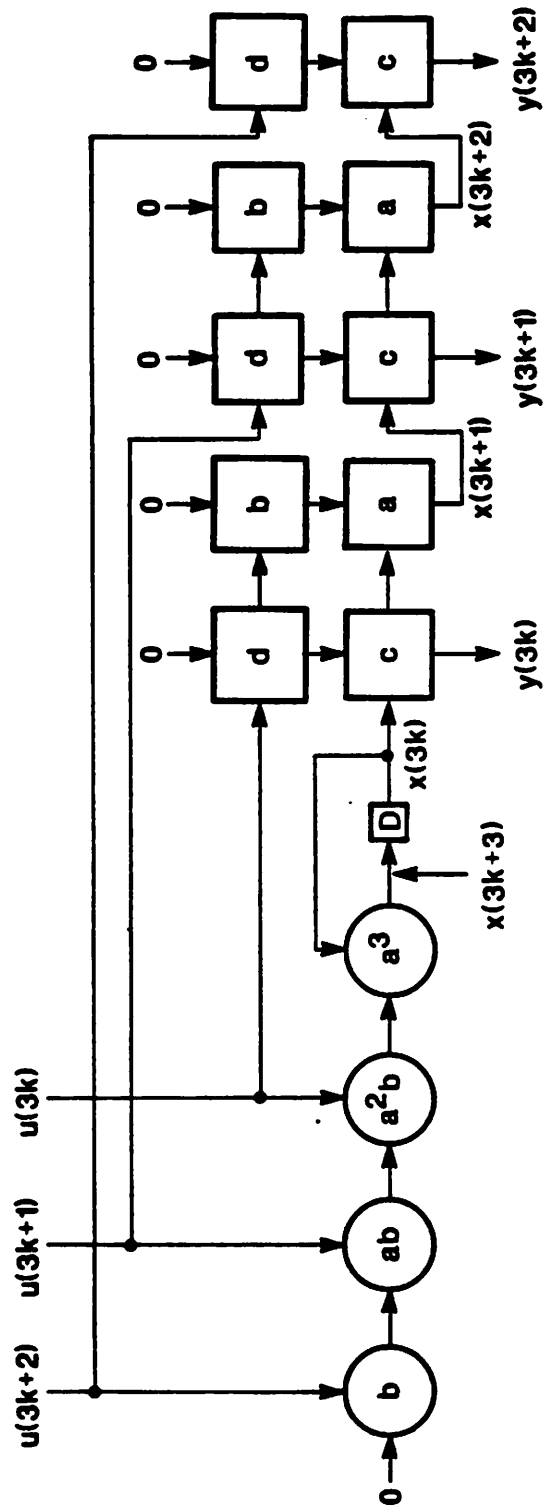 u(3k+2)
u(3k+1)
u(3k)
0
0
0
0
0
d
b
d
b
d
0
b
ab
a²b
a³
D
c
a
c
a
c
x(3k+3)
x(3k)
x(3k+1)
x(3k+2)
y(3k)
y(3k+1)
y(3k+2)